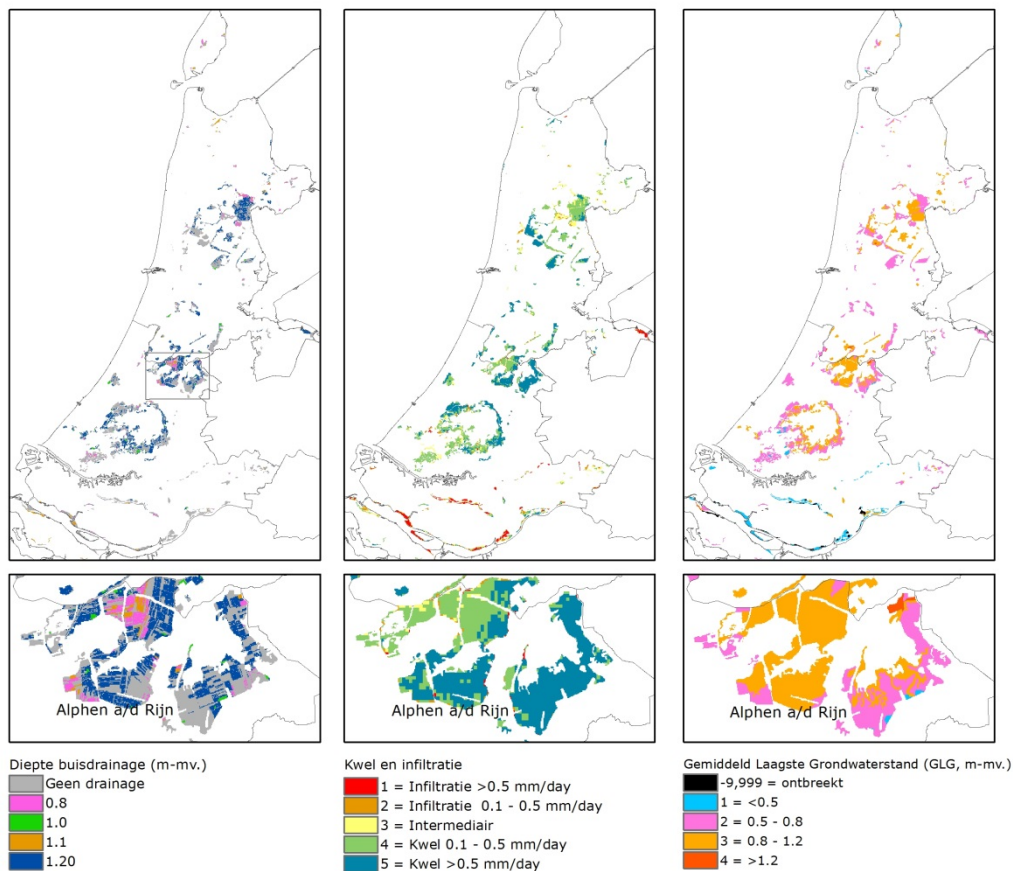 Alphen a/d Rijn
Alphen a/d Rijn
Alphen a/d Rijn
Diepte buisdrainage (m-mv.)
Geen drainage
0.8
1.0
1.1
1.20
Kwel en infiltratie
1 = Infiltratie >0.5 mm/day
2 = Infiltratie 0.1 - 0.5 mm/day
3 = Intermediair
4 = Kwel 0.1 - 0.5 mm/day
5 = Kwel >0.5 mm/day
Gemiddeld Laagste Grondwaterstand (GLG, m-mv.)
-9,999 = ontbreekt
1 = <0.5
2 = 0.5 - 0.8
3 = 0.8 - 1.2
4 = >1.2